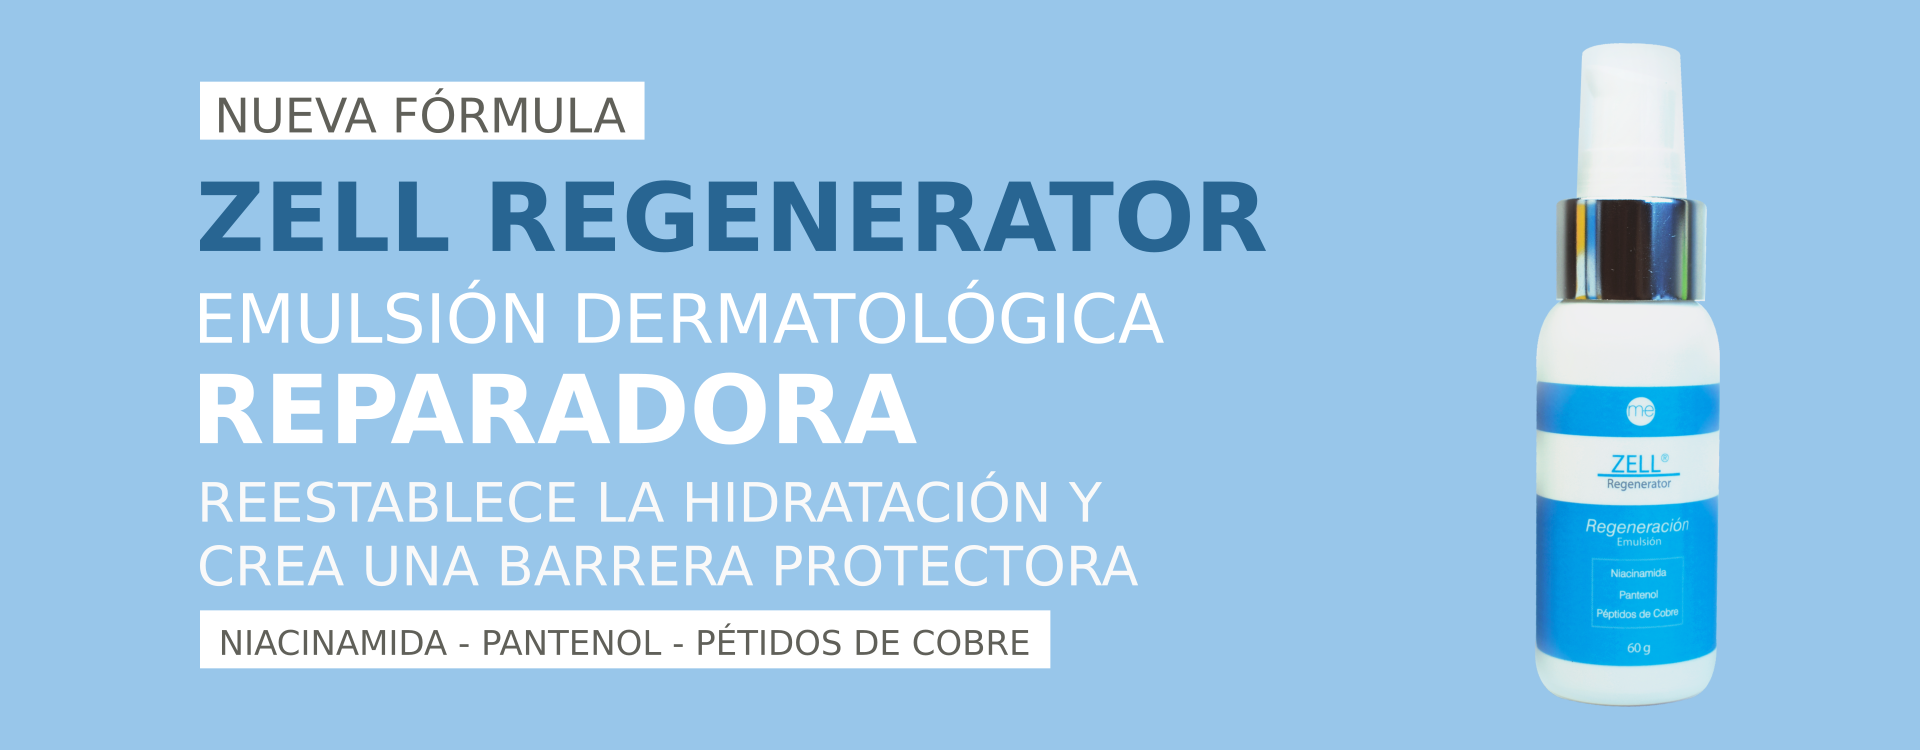 NUEVA FÓRMULA
ZELL REGENERATOR
EMULSIÓN DERMATOLÓGICA
REPARADORA
REESTABLECE LA HIDRATACIÓN Y
CREA UNA BARRERA PROTECTORA
NIACINAMIDA - PANTENOL - PÉTIDOS DE COBRE
me
ZELL®
Regenerator
Regeneración
Emulsión
Niacinamida
Pantenol
Péptidos de Cobre
60 g